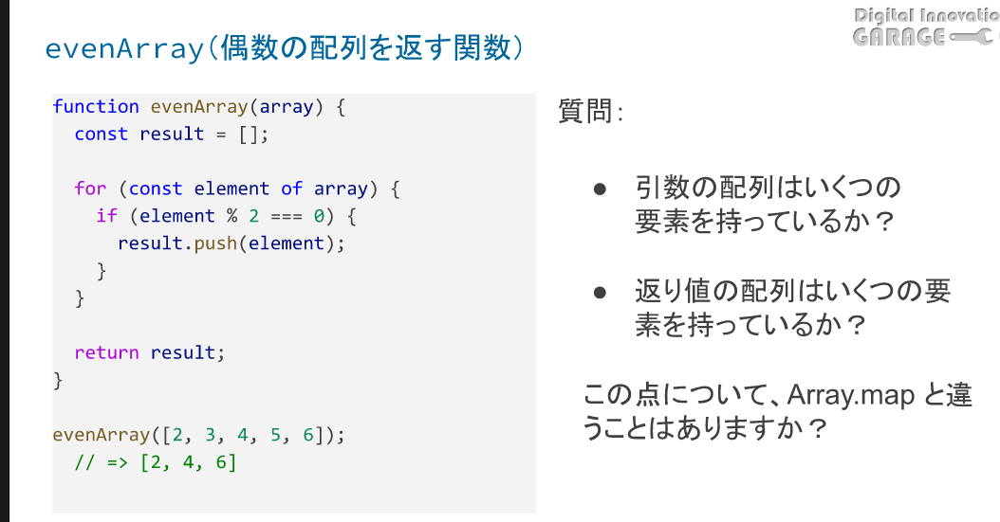 Digital Innovatio
GARAGE
evenArray(偶数の配列を返す関数)
function evenArray(array) {
  const result = [];
  for (const element of array) {
    if (element % 2 === 0) {
      result.push(element);
    }
  }
  return result;
}
evenArray([2, 3, 4, 5, 6]);
  // => [2, 4, 6]
質問:
● 引数の配列はいくつの
要素を持っているか？
● 返り値の配列はいくつの要
素を持っているか？
この点について、Array.map と違
うことはありますか？